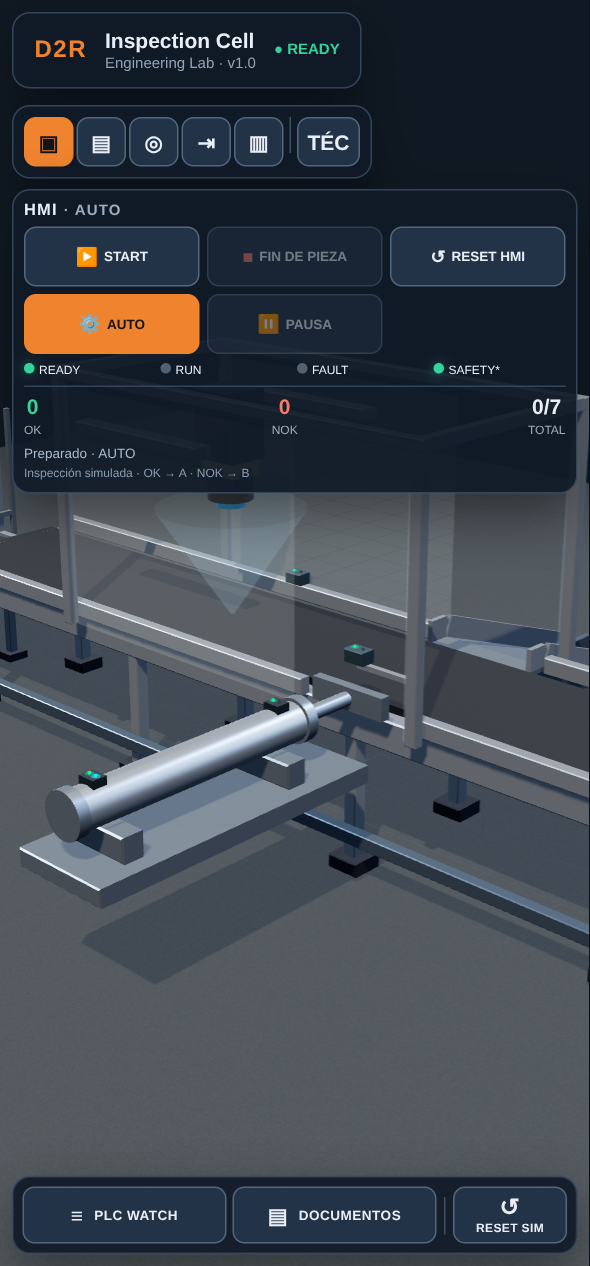 D2R
Inspection Cell
Engineering Lab · v1.0
● READY
TÉC
HMI · AUTO
START
FIN DE PIEZA
↺ RESET HMI
AUTO
PAUSA
READY
RUN
FAULT
SAFETY*
0
OK
0
NOK
0/7
TOTAL
Preparado · AUTO
Inspección simulada · OK → A · NOK → B
≡ PLC WATCH
DOCUMENTOS
↺
RESET SIM